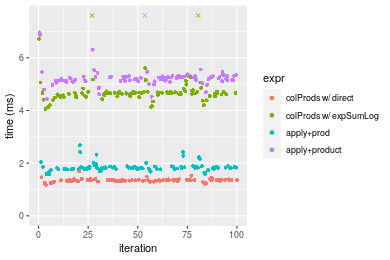 6
4
2
0
time (ms)
0
25
50
75
100
iteration
expr
colProds w/ direct
colProds w/ expSumLog
apply+prod
apply+product